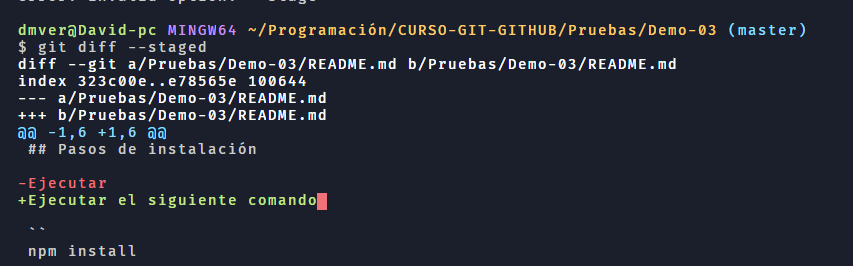 dmver@David-pc MINGW64 ~/Programación/CURSO-GIT-GITHUB/Pruebas/Demo-03 (master)
$ git diff --staged
diff --git a/Pruebas/Demo-03/README.md b/Pruebas/Demo-03/README.md
index 323c00e..e78565e 100644
--- a/Pruebas/Demo-03/README.md
+++ b/Pruebas/Demo-03/README.md
@@ -1,6 +1,6 @@
 ## Pasos de instalación
-Ejecutar
+Ejecutar el siguiente comando
 ``
 npm install